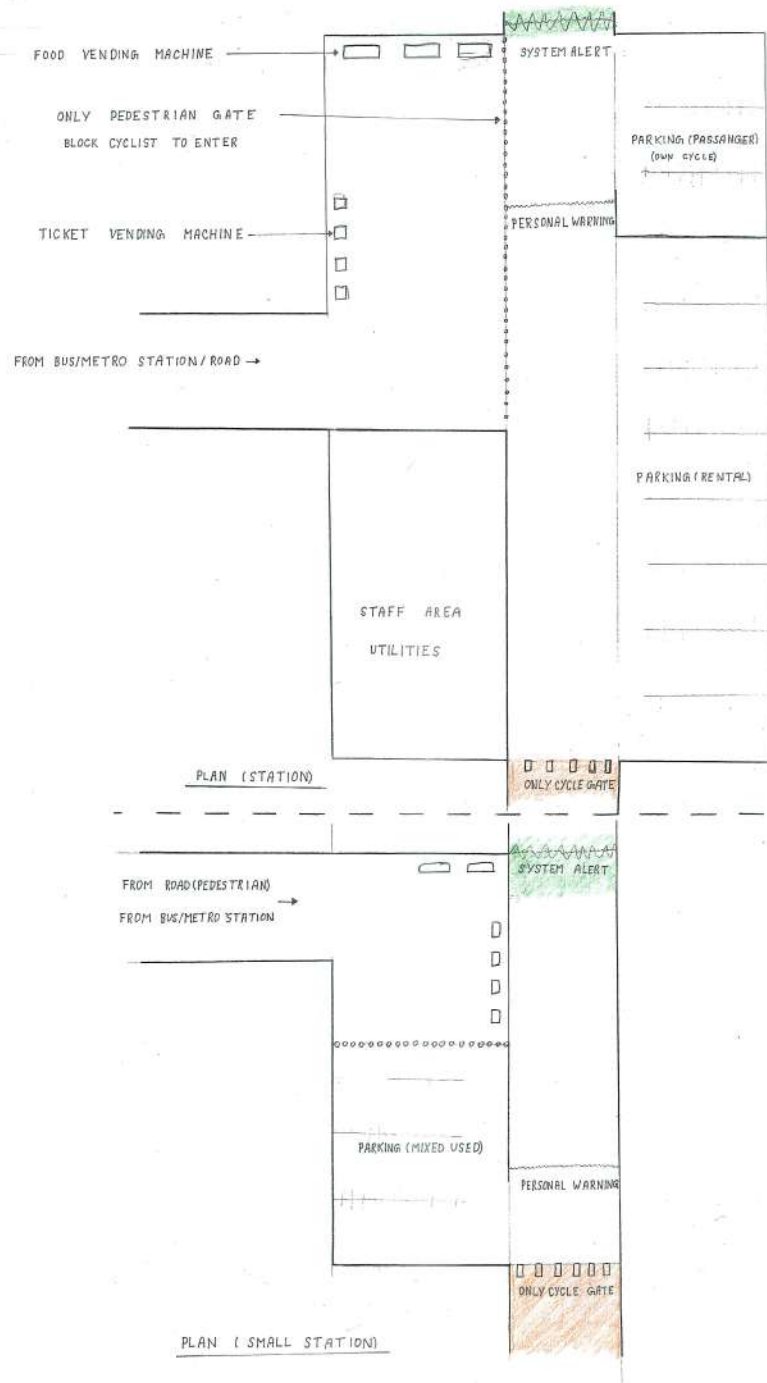 FOOD VENDING MACHINE
SYSTEM ALERT
ONLY PEDESTRIAN GATE
BLOCK CYCLIST TO ENTER
PARKING (PASSANGER)
(OWN CYCLE)
TICKET VENDING MACHINE
PERSONAL WARNING
FROM BUS/METRO STATION/ROAD →
PARKING (RENTAL)
STAFF AREA
UTILITIES
PLAN (STATION)
ONLY CYCLE GATE
SYSTEM ALERT
FROM ROAD (PEDESTRIAN)
FROM BUS/METRO STATION →
PARKING (MIXED USED)
PERSONAL WARNING
ONLY CYCLE GATE
PLAN (SMALL STATION)